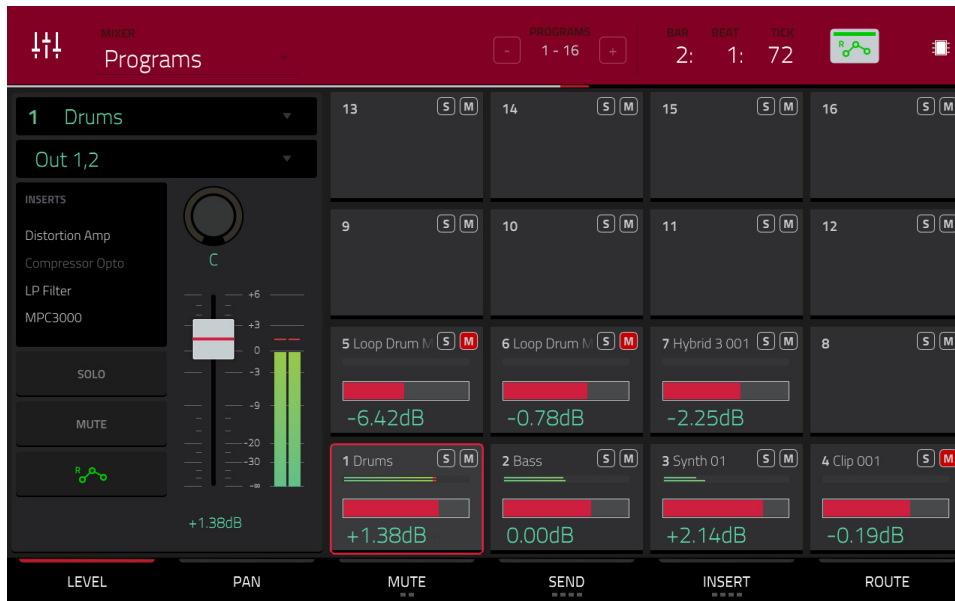 MIXER
Programs
PROGRAMS
- 1 - 16 +
BAR BEAT TICK
2: 1: 72
R
1 Drums
Out 1,2
INSERTS
Distortion Amp
Compressor Opto
LP Filter
MPC3000
SOLO
MUTE
R
C
+6
+3
0
-3
-9
-20
-30
-∞
+1.38dB
13 S M
14 S M
15 S M
16 S M
9 S M
10 S M
11 S M
12 S M
5 Loop Drum M S M
-6.42dB
6 Loop Drum M S M
-0.78dB
7 Hybrid 3 001 S M
-2.25dB
8 S M
1 Drums S M
+1.38dB
2 Bass S M
0.00dB
3 Synth 01 S M
+2.14dB
4 Clip 001 S M
-0.19dB
LEVEL PAN MUTE SEND INSERT ROUTE